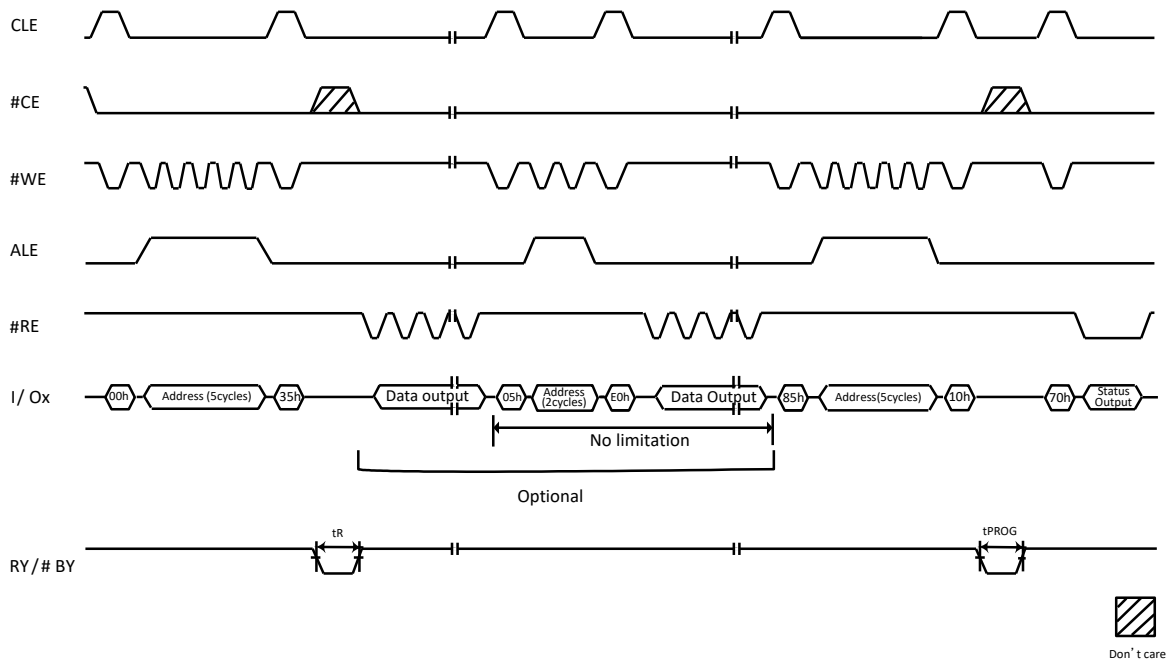 CLE
#CE
#WE
ALE
#RE
I/ Ox
00h
Address (5cycles)
35h
Data output
05h
Address
(2cycles)
E0h
Data Output
85h
Address(5cycles)
10h
70h
Status
Output
No limitation
Optional
tR
tPROG
RY/# BY
Don't care